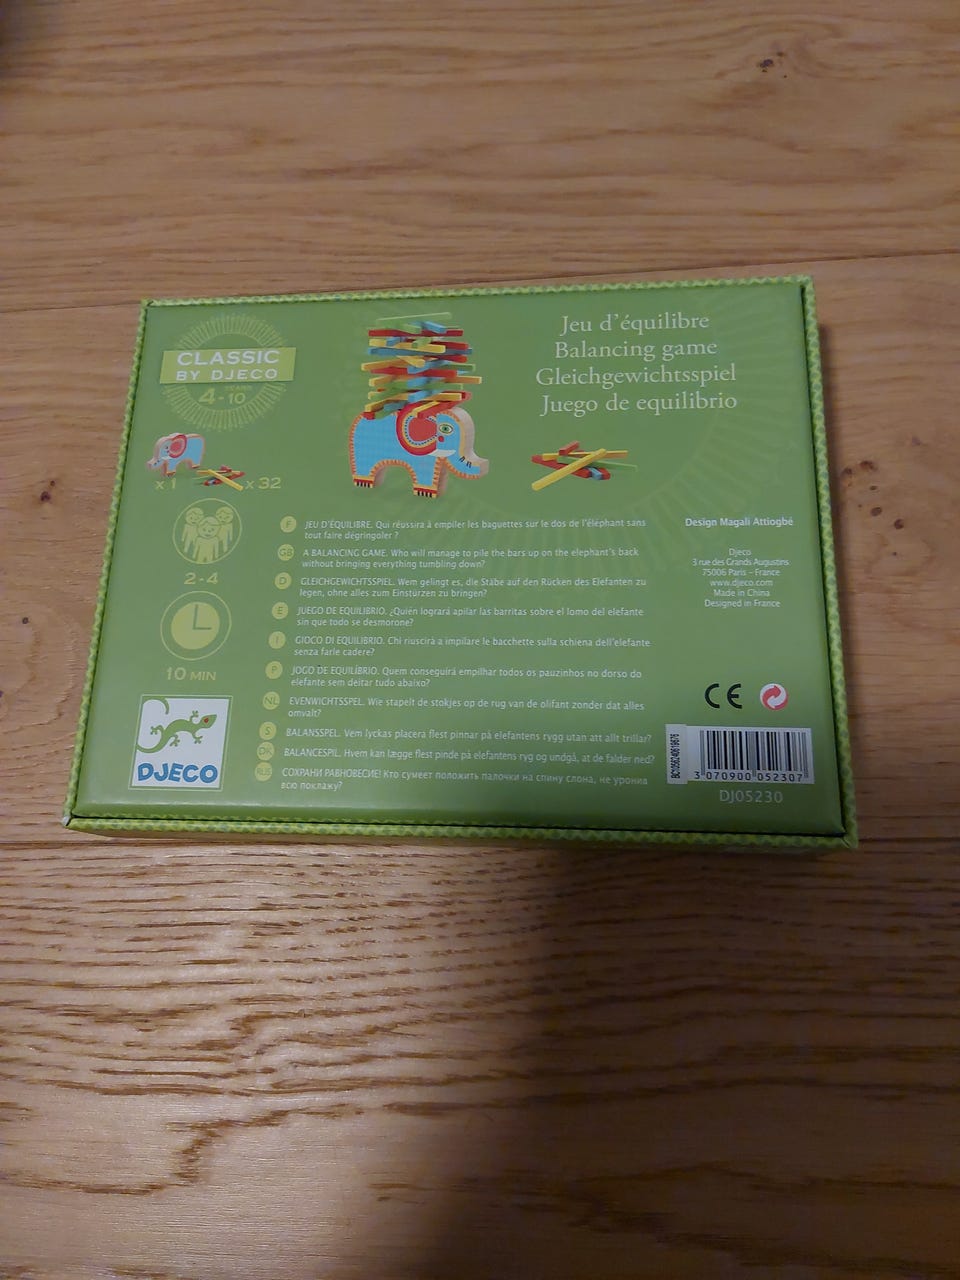 CLASSIC
BY DJECO
YEARS
4 - 10
x 1
x 32
2-4
10 MIN
DJECO
Jeu d'équilibre
Balancing game
Gleichgewichtsspiel
Juego de equilibrio
F JEU D'ÉQUILIBRE. Qui réussira à empiler les baguettes sur le dos de l'éléphant sans
tout faire dégringoler ?
GB A BALANCING GAME. Who will manage to pile the bars up on the elephant's back
without bringing everything tumbling down?
D GLEICHGEWICHTSSPIEL. Wem gelingt es, die Stäbe auf den Rücken des Elefanten zu
legen, ohne alles zum Einstürzen zu bringen?
E JUEGO DE EQUILIBRIO. ¿Quien logrará apilar las barritas sobre el lomo del elefante
sin que todo se desmorone?
I GIOCO DI EQUILIBRIO. Chi riuscirà a impilare le bacchette sulla schiena dell'elefante
senza farle cadere?
P JOGO DE EQUILÍBRIO. Quem conseguirá empilhar todos os pauzinhos no dorso do
elefante sem deitar tudo abaixo?
NL EVENWICHTSSPEL. Wie stapelt de stokjes op de rug van de olifant zonder dat alles
omvalt?
S BALANSSPEL. Vem lyckas placera flest pinnar på elefantens rygg utan att allt trillar?
DK BALANCESPIL. Hvem kan lægge flest pinde på elefantens ryg og undgå, at de falder ned?
RUS СОХРАНИ РАВНОВЕСИЕ! Кто сумеет положить палочки на спину слона, не уронив
всю поклажу?
Design Magali Attiogbé
Djeco
3 rue des Grands Augustins
75006 Paris – France
www.djeco.com
Made in China
Designed in France
CE
3 070900 052307
DJ05230